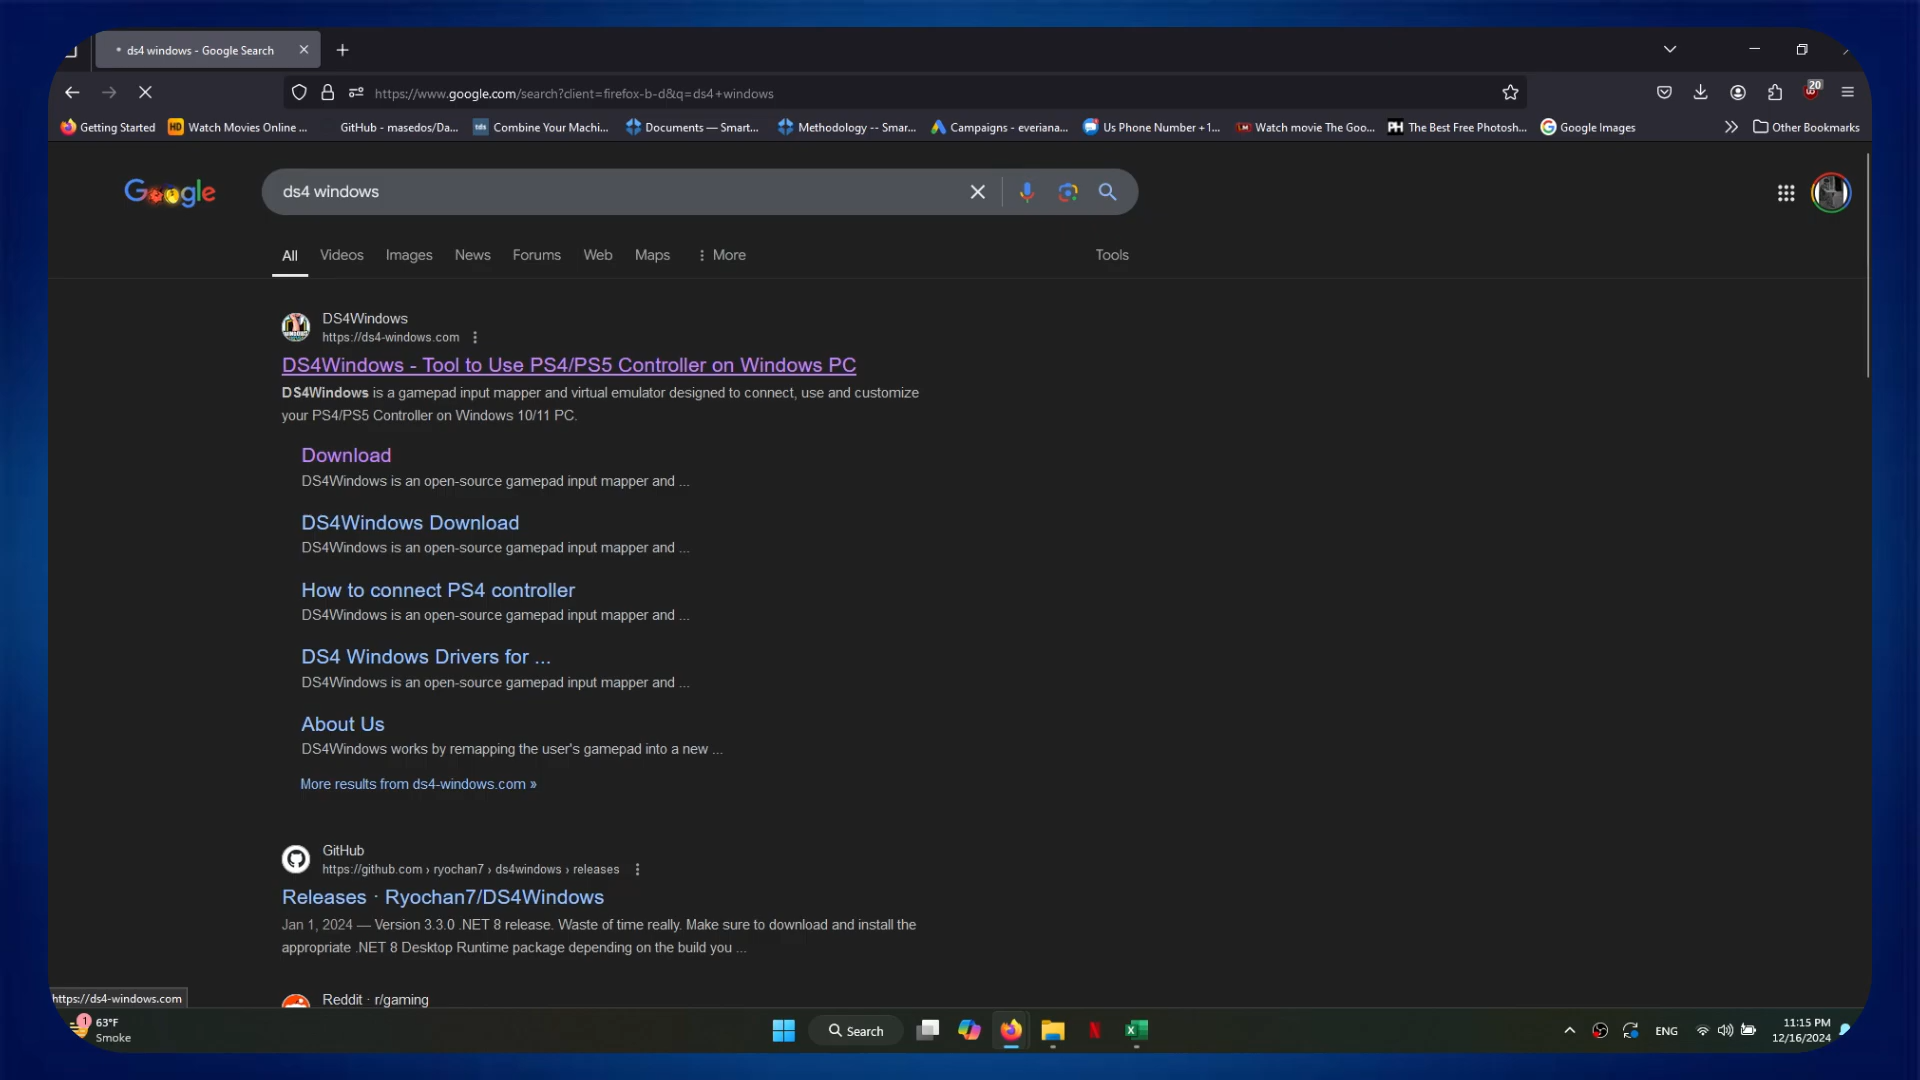 ds4 windows - Google Search
https://www.google.com/search?client=firefox-b-d&q=ds4+windows
20
Getting Started
Watch Movies Online ...
GitHub - masedos/Da...
Combine Your Machi...
Documents — Smart...
Methodology -- Smar...
Campaigns - everiana...
Us Phone Number +1...
Watch movie The Goo...
The Best Free Photosh...
Google Images
Other Bookmarks
Google
ds4 windows
All
Videos
Images
News
Forums
Web
Maps
More
Tools
DS4Windows
https://ds4-windows.com
DS4Windows - Tool to Use PS4/PS5 Controller on Windows PC
DS4Windows is a gamepad input mapper and virtual emulator designed to connect, use and customize
your PS4/PS5 Controller on Windows 10/11 PC.
Download
DS4Windows is an open-source gamepad input mapper and ...
DS4Windows Download
DS4Windows is an open-source gamepad input mapper and ...
How to connect PS4 controller
DS4Windows is an open-source gamepad input mapper and ...
DS4 Windows Drivers for ...
DS4Windows is an open-source gamepad input mapper and ...
About Us
DS4Windows works by remapping the user's gamepad into a new ...
More results from ds4-windows.com »
GitHub
https://github.com › ryochan7 › ds4windows › releases
Releases · Ryochan7/DS4Windows
Jan 1, 2024 — Version 3.3.0 .NET 8 release. Waste of time really. Make sure to download and install the
appropriate .NET 8 Desktop Runtime package depending on the build you ...
Reddit · r/gaming
https://ds4-windows.com
1
63°F
Smoke
Search
ENG
11:15 PM
12/16/2024